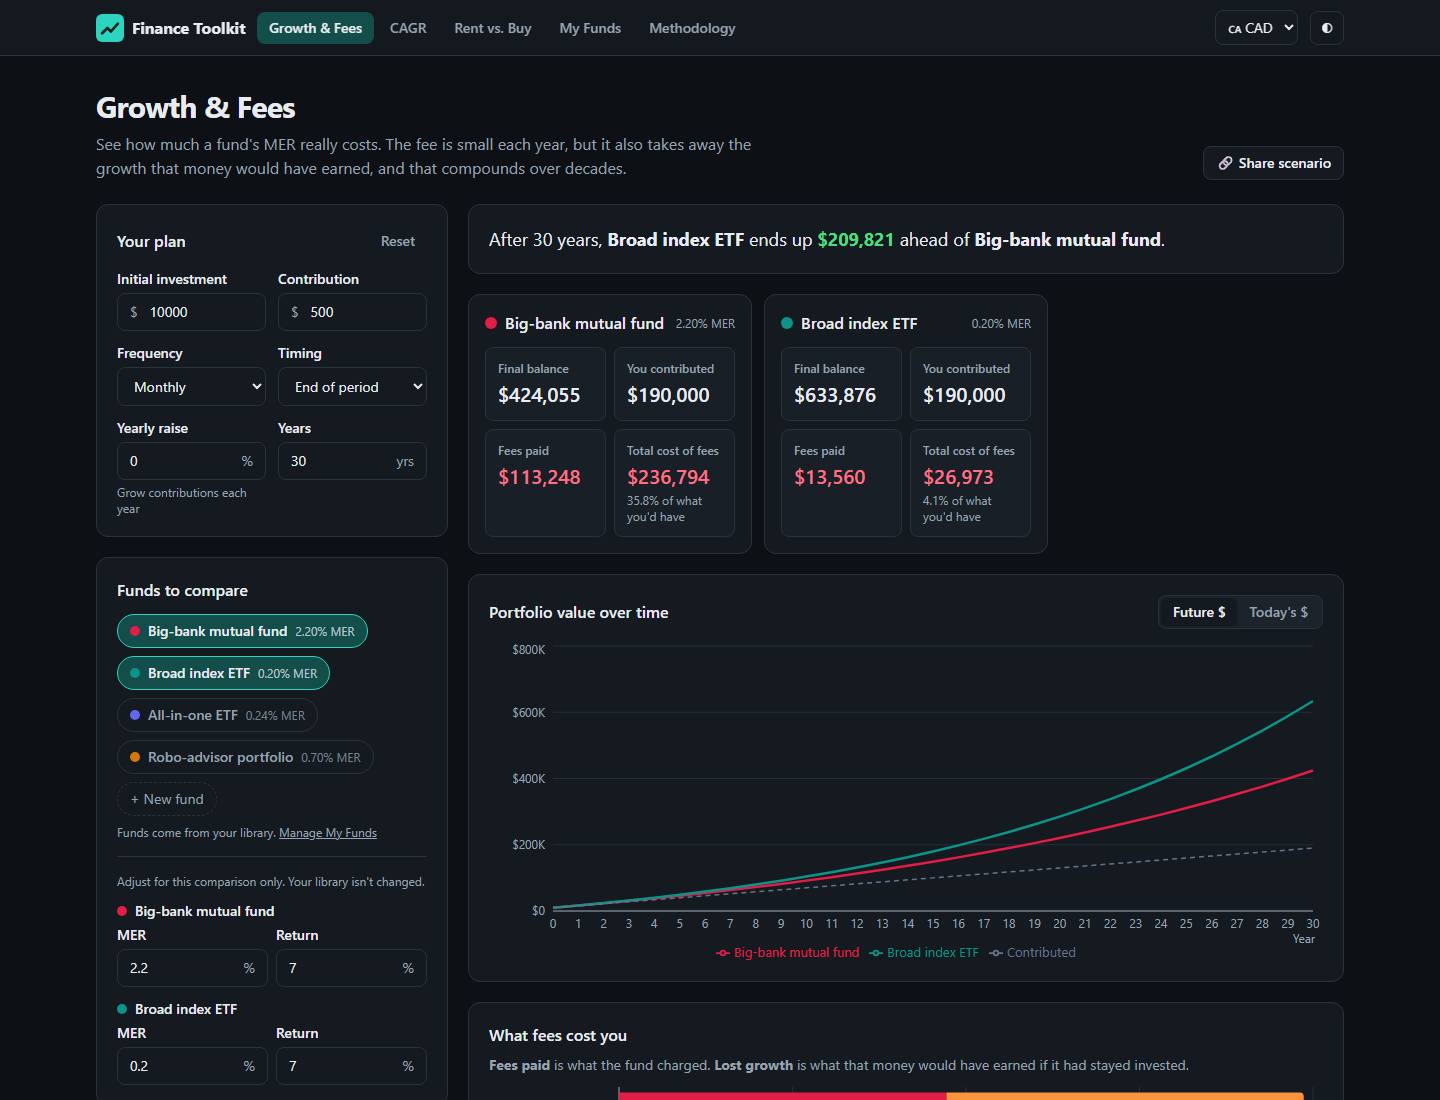 Finance Toolkit
Growth & Fees
CAGR
Rent vs. Buy
My Funds
Methodology
CA CAD
Growth & Fees
See how much a fund's MER really costs. The fee is small each year, but it also takes away the
growth that money would have earned, and that compounds over decades.
Share scenario
Your plan
Reset
Initial investment
Contribution
$ 10000
$ 500
Frequency
Timing
Monthly
End of period
Yearly raise
Years
0 %
30 yrs
Grow contributions each
year
Funds to compare
Big-bank mutual fund 2.20% MER
Broad index ETF 0.20% MER
All-in-one ETF 0.24% MER
Robo-advisor portfolio 0.70% MER
+ New fund
Funds come from your library. Manage My Funds
Adjust for this comparison only. Your library isn't changed.
Big-bank mutual fund
MER
Return
2.2 %
7 %
Broad index ETF
MER
Return
0.2 %
7 %
After 30 years, Broad index ETF ends up $209,821 ahead of Big-bank mutual fund.
Big-bank mutual fund 2.20% MER
Final balance
$424,055
You contributed
$190,000
Fees paid
$113,248
Total cost of fees
$236,794
35.8% of what
you'd have
Broad index ETF 0.20% MER
Final balance
$633,876
You contributed
$190,000
Fees paid
$13,560
Total cost of fees
$26,973
4.1% of what
you'd have
Portfolio value over time
Future $
Today's $
$800K
$600K
$400K
$200K
$0
0 1 2 3 4 5 6 7 8 9 10 11 12 13 14 15 16 17 18 19 20 21 22 23 24 25 26 27 28 29 30
Year
Big-bank mutual fund
Broad index ETF
Contributed
What fees cost you
Fees paid is what the fund charged. Lost growth is what that money would have earned if it had stayed invested.